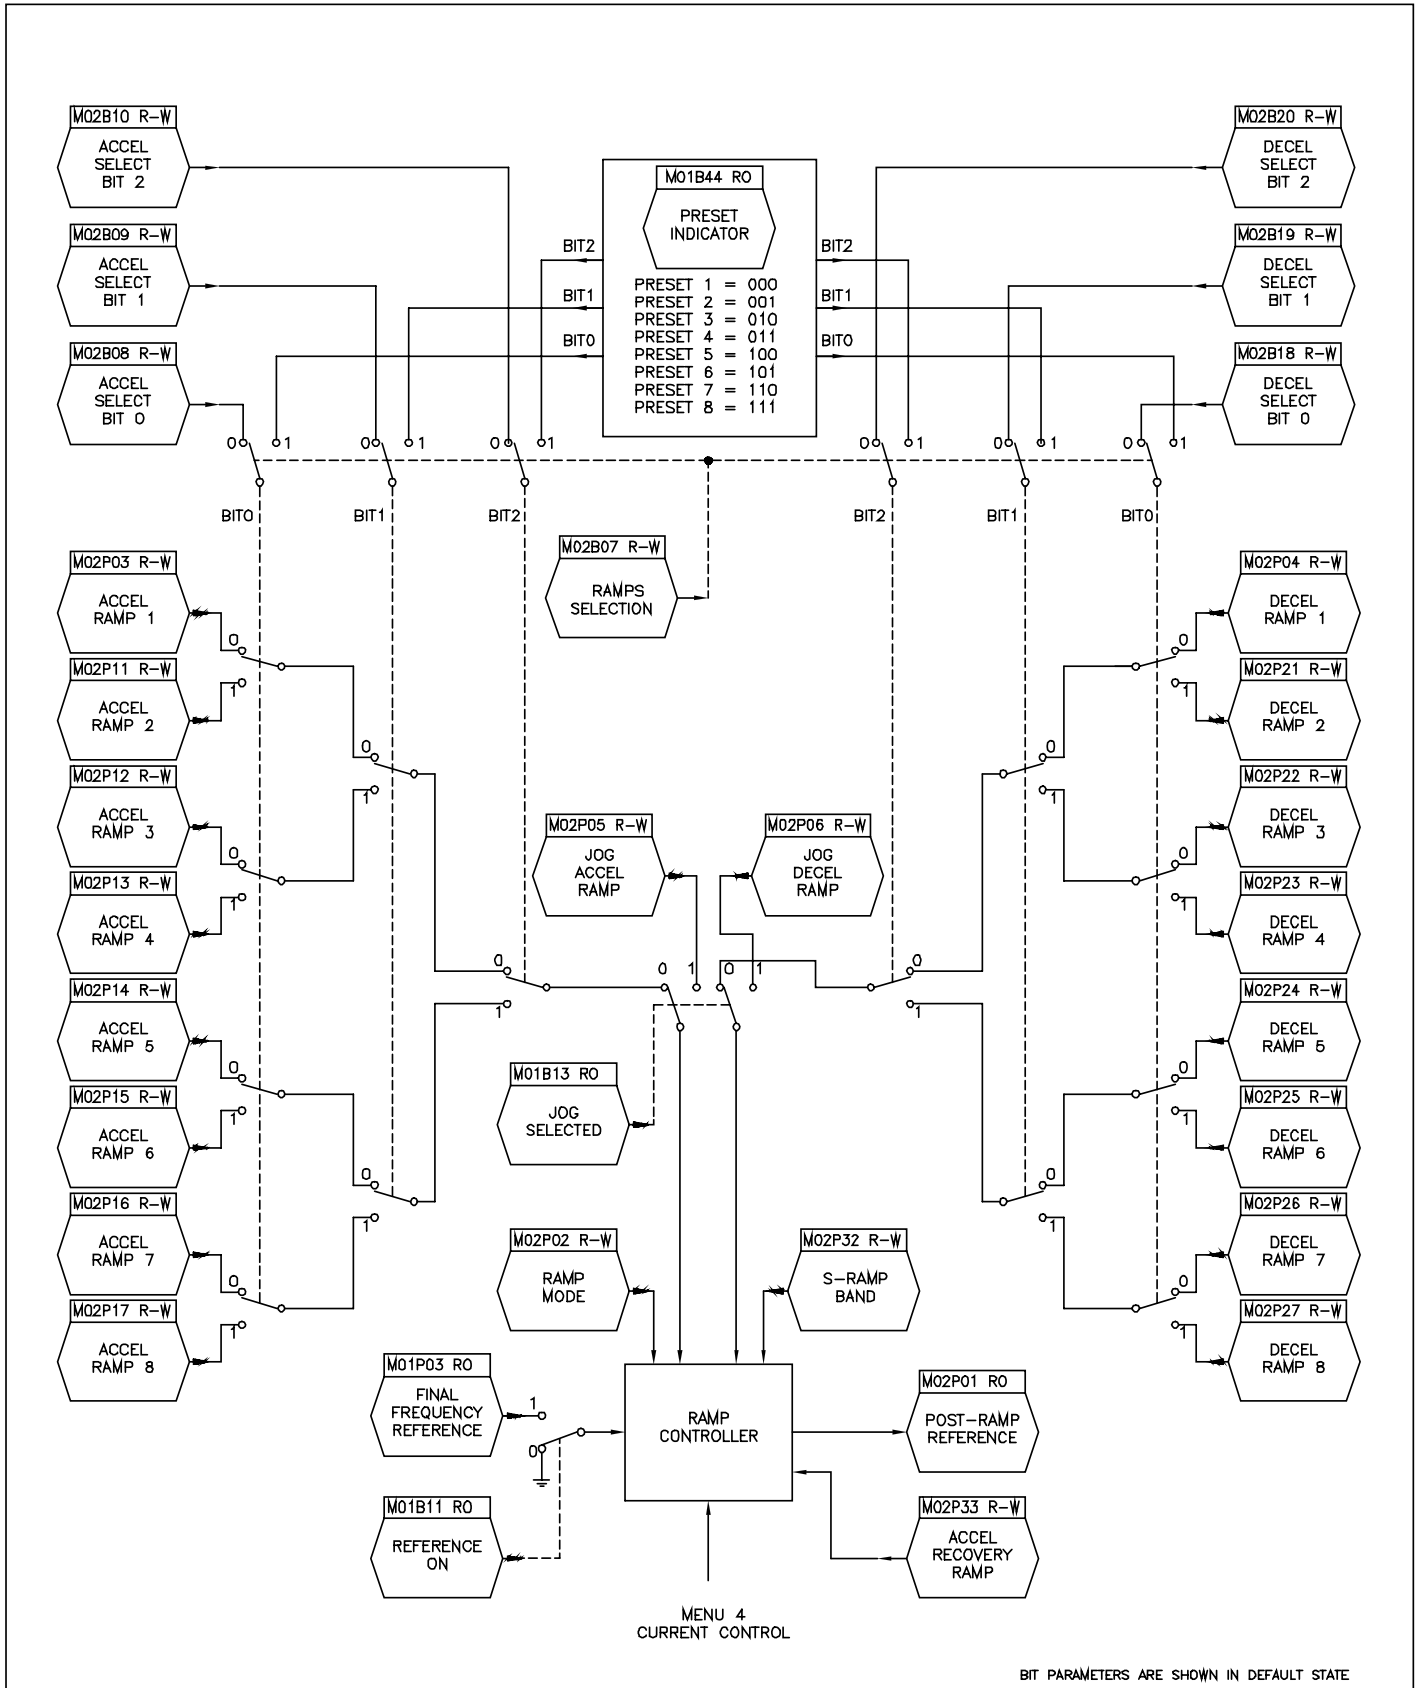 M02B10 R-W
ACCEL
SELECT
BIT 2
M02B09 R-W
ACCEL
SELECT
BIT 1
M02B08 R-W
ACCEL
SELECT
BIT 0
M01B44 RO
PRESET
INDICATOR
PRESET 1 = 000
PRESET 2 = 001
PRESET 3 = 010
PRESET 4 = 011
PRESET 5 = 100
PRESET 6 = 101
PRESET 7 = 110
PRESET 8 = 111
BIT2
BIT1
BIT0
BIT2
BIT1
BIT0
M02B20 R-W
DECEL
SELECT
BIT 2
M02B19 R-W
DECEL
SELECT
BIT 1
M02B18 R-W
DECEL
SELECT
BIT 0
0 1
0 1
0 1
0 1
0 1
0 1
BIT0
BIT1
BIT2
BIT2
BIT1
BIT0
M02B07 R-W
RAMPS
SELECTION
M02P03 R-W
ACCEL
RAMP 1
0
M02P11 R-W
ACCEL
RAMP 2
1
M02P12 R-W
ACCEL
RAMP 3
0
M02P13 R-W
ACCEL
RAMP 4
1
M02P14 R-W
ACCEL
RAMP 5
0
M02P15 R-W
ACCEL
RAMP 6
1
M02P16 R-W
ACCEL
RAMP 7
0
M02P17 R-W
ACCEL
RAMP 8
1
0
1
0
1
0
1
M02P05 R-W
JOG
ACCEL
RAMP
M02P06 R-W
JOG
DECEL
RAMP
0 1
0 1
M01B13 RO
JOG
SELECTED
0
1
0
1
0
1
M02P04 R-W
DECEL
RAMP 1
0
M02P21 R-W
DECEL
RAMP 2
1
M02P22 R-W
DECEL
RAMP 3
0
M02P23 R-W
DECEL
RAMP 4
1
M02P24 R-W
DECEL
RAMP 5
0
M02P25 R-W
DECEL
RAMP 6
1
M02P26 R-W
DECEL
RAMP 7
0
M02P27 R-W
DECEL
RAMP 8
1
M02P02 R-W
RAMP
MODE
M02P32 R-W
S-RAMP
BAND
M01P03 RO
FINAL
FREQUENCY
REFERENCE
1
0
M01B11 RO
REFERENCE
ON
RAMP
CONTROLLER
M02P01 RO
POST-RAMP
REFERENCE
M02P33 R-W
ACCEL
RECOVERY
RAMP
MENU 4
CURRENT CONTROL
BIT PARAMETERS ARE SHOWN IN DEFAULT STATE